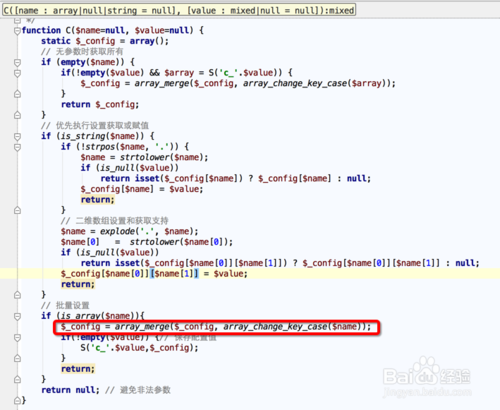 C([name : array|null|string = null], [value : mixed|null = null]):mixed
*/
function C($name=null, $value=null) {
    static $_config = array();
    // 无参数时获取所有
    if (empty($name)) {
        if(!empty($value) && $array = S('c_'.$value)) {
            $_config = array_merge($_config, array_change_key_case($array));
        }
        return $_config;
    }
    // 优先执行设置获取或赋值
    if (is_string($name)) {
        if (!strpos($name, '.')) {
            $name = strtolower($name);
            if (is_null($value))
                return isset($_config[$name]) ? $_config[$name] : null;
            $_config[$name] = $value;
            return;
        }
        // 二维数组设置和获取支持
        $name = explode('.', $name);
        $name[0]   =  strtolower($name[0]);
        if (is_null($value))
            return isset($_config[$name[0]][$name[1]]) ? $_config[$name[0]][$name[1]] : null;
        $_config[$name[0]][$name[1]] = $value;
        return;
    }
    // 批量设置
    if (is_array($name)){
        $_config = array_merge($_config, array_change_key_case($name));
        if(!empty($value)) {// 保存配置值
            S('c_'.$value,$_config);
        }
        return;
    }
    return null; // 避免非法参数
}
Baidu 经验
jingyan.baidu.com